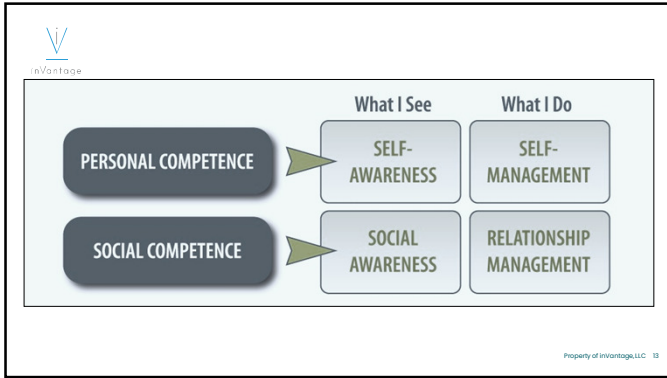 inVantage
What I See What I Do
PERSONAL COMPETENCE
SELF-
AWARENESS
SELF-
MANAGEMENT
SOCIAL COMPETENCE
SOCIAL
AWARENESS
RELATIONSHIP
MANAGEMENT
Property of inVantage,LLC 13